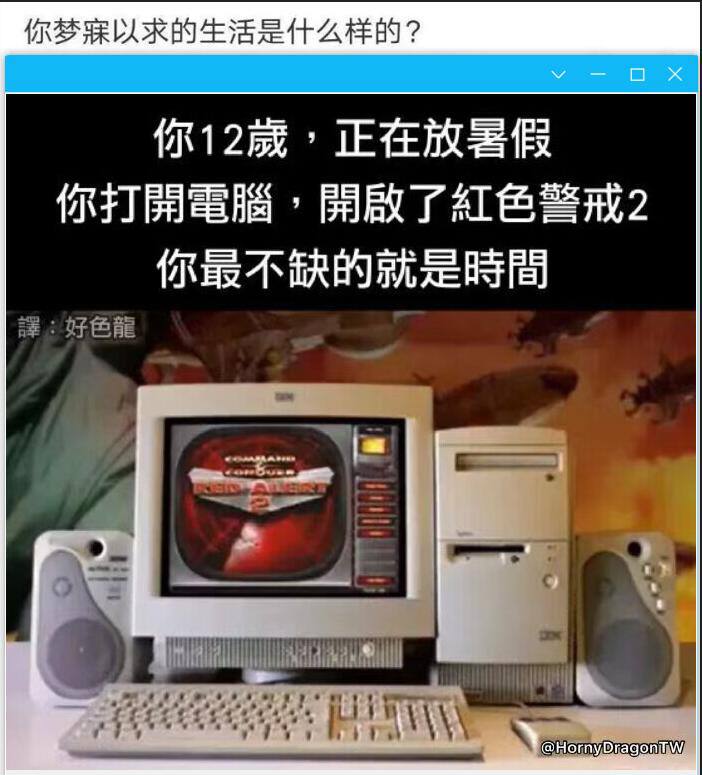 你梦寐以求的生活是什么样的?
你12歲，正在放暑假
你打開電腦，開啟了紅色警戒2
你最不缺的就是時間
譯：好色龍
IBM
COMMAND
&
CONQUER
RED ALERT
2
IBM
@HornyDragonTW